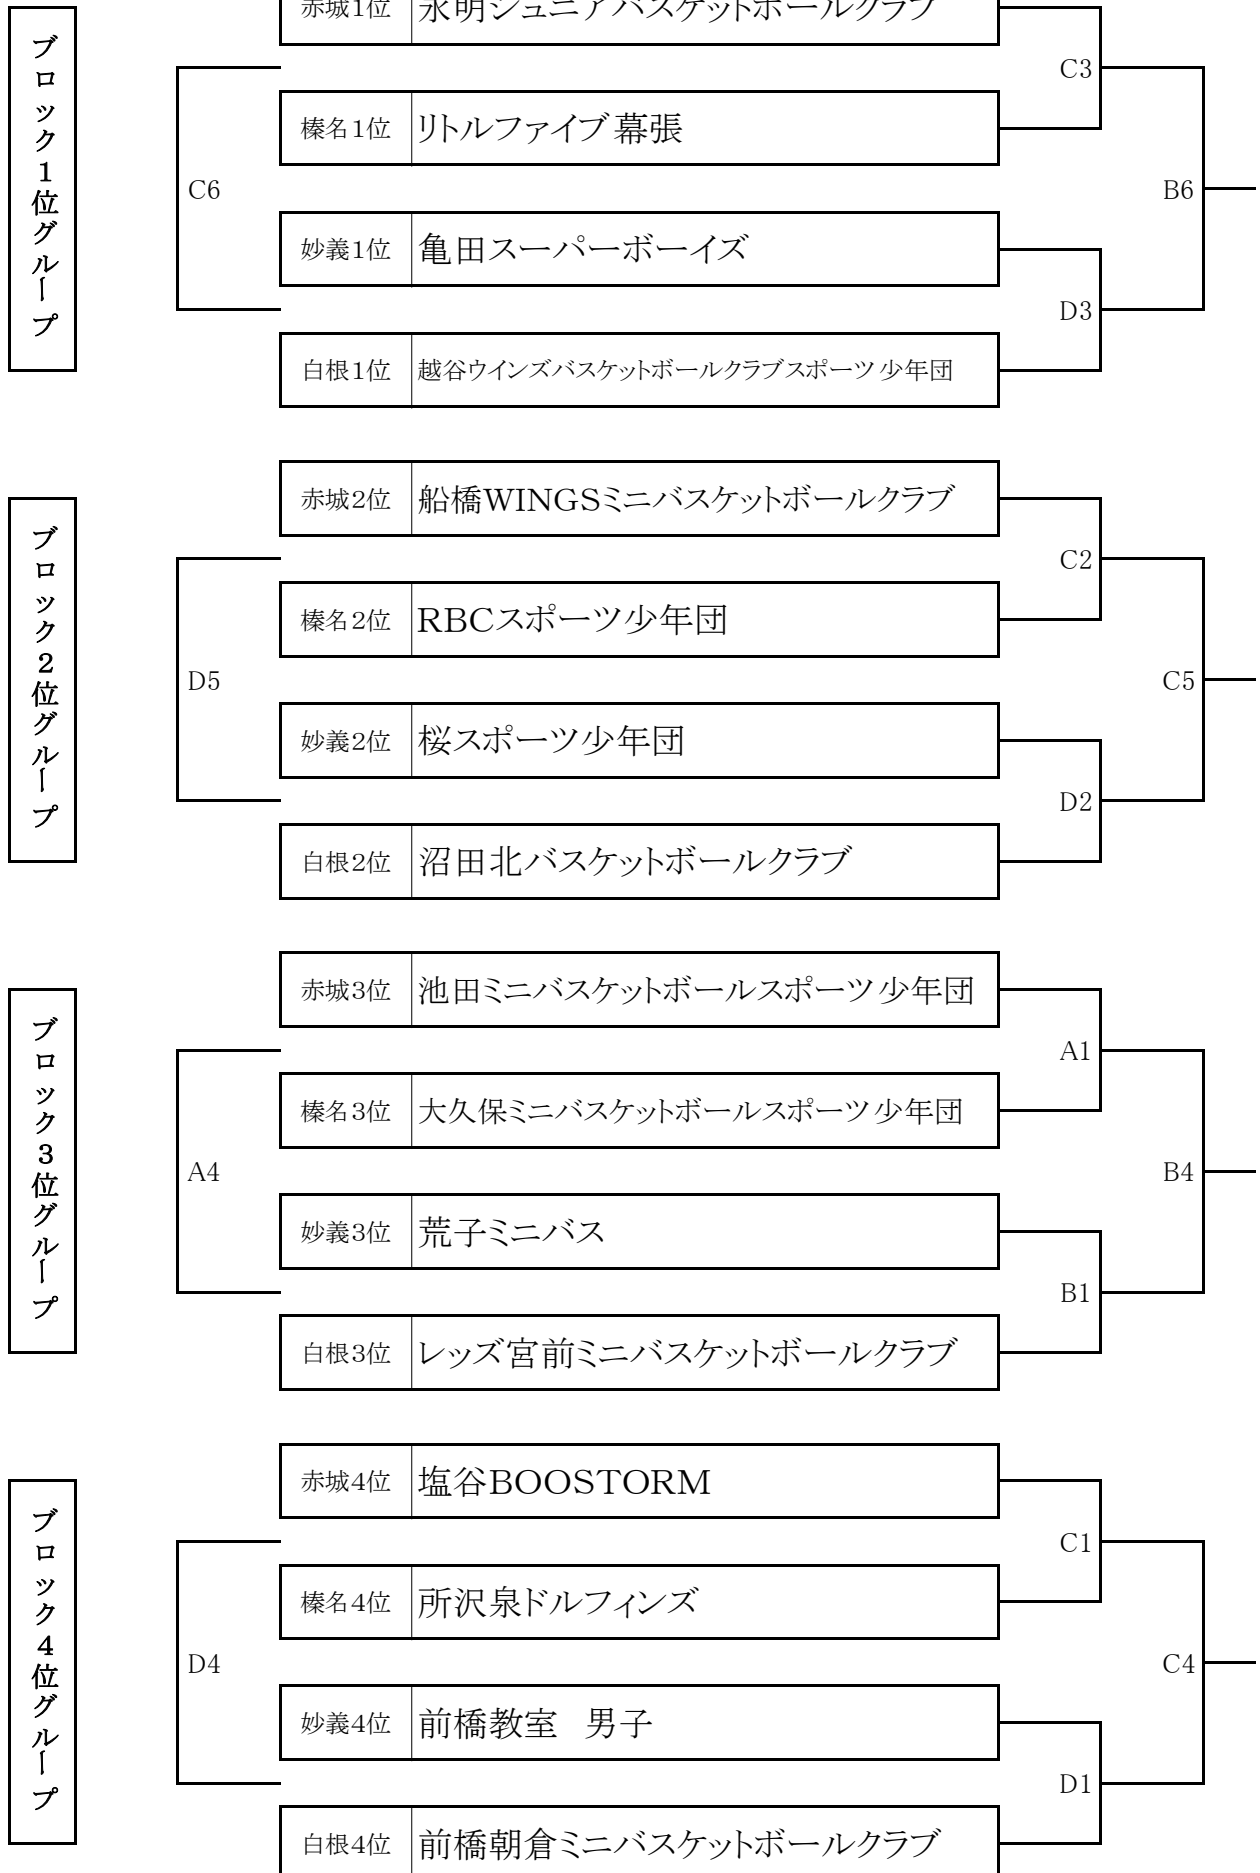 ブロック1位グループ
赤城1位 永明ジュニアバスケットボールクラブ
C3
榛名1位 リトルファイブ幕張
C6
B6
妙義1位 亀田スーパーボーイズ
D3
白根1位 越谷ウインズバスケットボールクラブスポーツ少年団
ブロック2位グループ
赤城2位 船橋WINGSミニバスケットボールクラブ
C2
榛名2位 RBCスポーツ少年団
D5
C5
妙義2位 桜スポーツ少年団
D2
白根2位 沼田北バスケットボールクラブ
ブロック3位グループ
赤城3位 池田ミニバスケットボールスポーツ少年団
A1
榛名3位 大久保ミニバスケットボールスポーツ少年団
A4
B4
妙義3位 荒子ミニバス
B1
白根3位 レッズ宮前ミニバスケットボールクラブ
ブロック4位グループ
赤城4位 塩谷BOOSTORM
C1
榛名4位 所沢泉ドルフィンズ
D4
C4
妙義4位 前橋教室　男子
D1
白根4位 前橋朝倉ミニバスケットボールクラブ